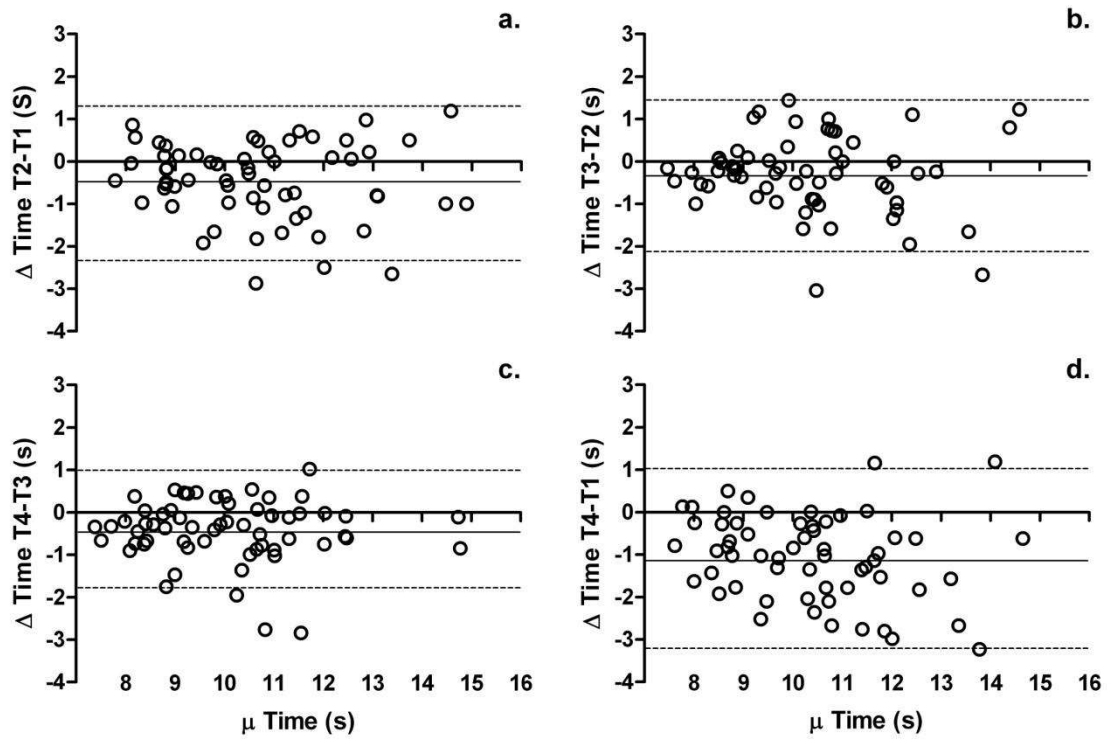 a.
Δ Time T2-T1 (S)
3
2
1
0
-1
-2
-3
-4
b.
Δ Time T3-T2 (s)
3
2
1
0
-1
-2
-3
-4
c.
Δ Time T4-T3 (s)
3
2
1
0
-1
-2
-3
-4
8 9 10 11 12 13 14 15 16
μ Time (s)
d.
Δ Time T4-T1 (s)
3
2
1
0
-1
-2
-3
-4
8 9 10 11 12 13 14 15 16
μ Time (s)